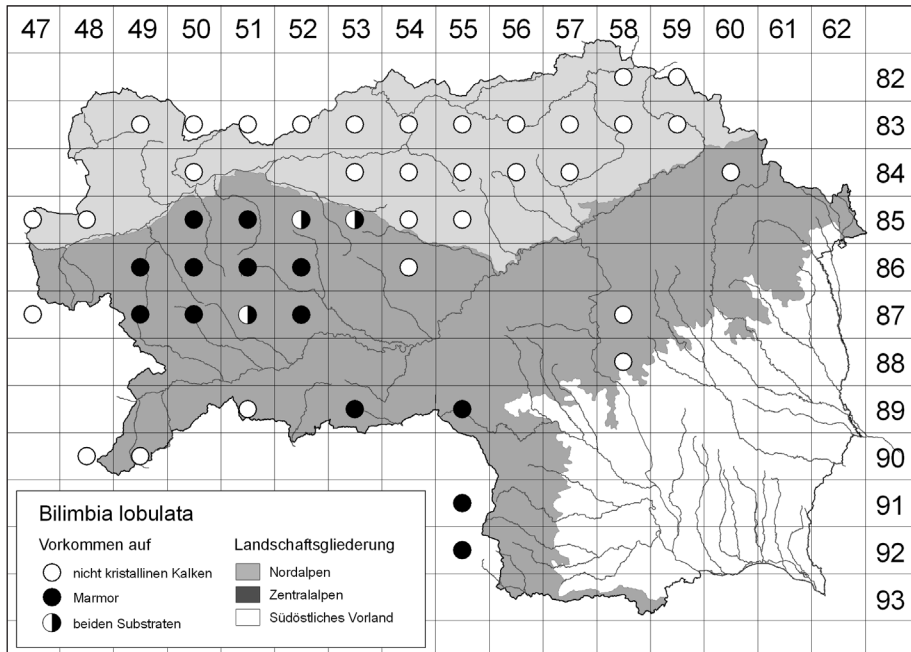 47 48 49 50 51 52 53 54 55 56 57 58 59 60 61 62
82
83
84
85
86
87
88
89
90
91
92
93
Bilimbia lobulata
Vorkommen auf
nicht kristallinen Kalken
Marmor
beiden Substraten
Landschaftsgliederung
Nordalpen
Zentralalpen
Südöstliches Vorland